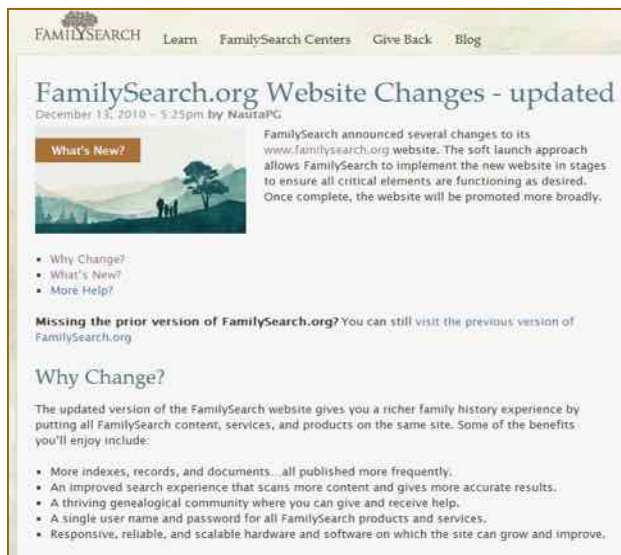 FAMILYSEARCH
Learn FamilySearch Centers Give Back Blog
FamilySearch.org Website Changes - updated
December 13, 2010 – 5:25pm by NautaPG
What's New?
FamilySearch announced several changes to its
www.familysearch.org website. The soft launch approach
allows FamilySearch to implement the new website in stages
to ensure all critical elements are functioning as desired.
Once complete, the website will be promoted more broadly.
▪ Why Change?
▪ What's New?
▪ More Help?
Missing the prior version of FamilySearch.org? You can still visit the previous version of
FamilySearch.org
Why Change?
The updated version of the FamilySearch website gives you a richer family history experience by
putting all FamilySearch content, services, and products on the same site. Some of the benefits
you'll enjoy include:
▪ More indexes, records, and documents...all published more frequently.
▪ An improved search experience that scans more content and gives more accurate results.
▪ A thriving genealogical community where you can give and receive help.
▪ A single user name and password for all FamilySearch products and services.
▪ Responsive, reliable, and scalable hardware and software on which the site can grow and improve.